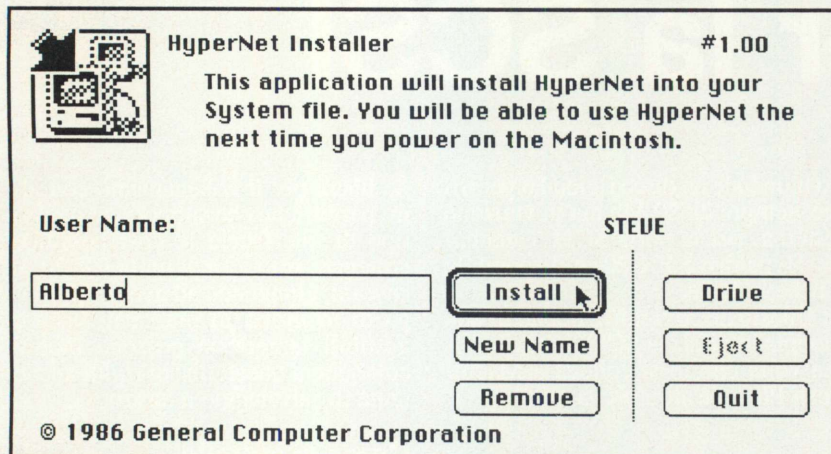 HyperNet Installer #1.00
This application will install HyperNet into your
System file. You will be able to use HyperNet the
next time you power on the Macintosh.
User Name:
STEVE
Alberto
Install
Drive
New Name
Eject
Remove
Quit
© 1986 General Computer Corporation